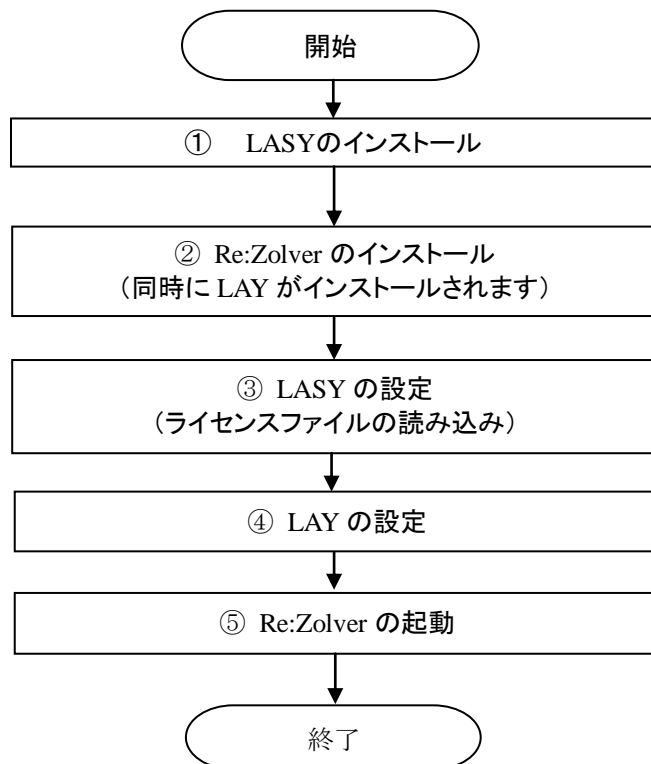 開始
① LASYのインストール
② Re:Zolver のインストール
(同時に LAY がインストールされます)
③ LASY の設定
(ライセンスファイルの読み込み)
④ LAY の設定
⑤ Re:Zolver の起動
終了